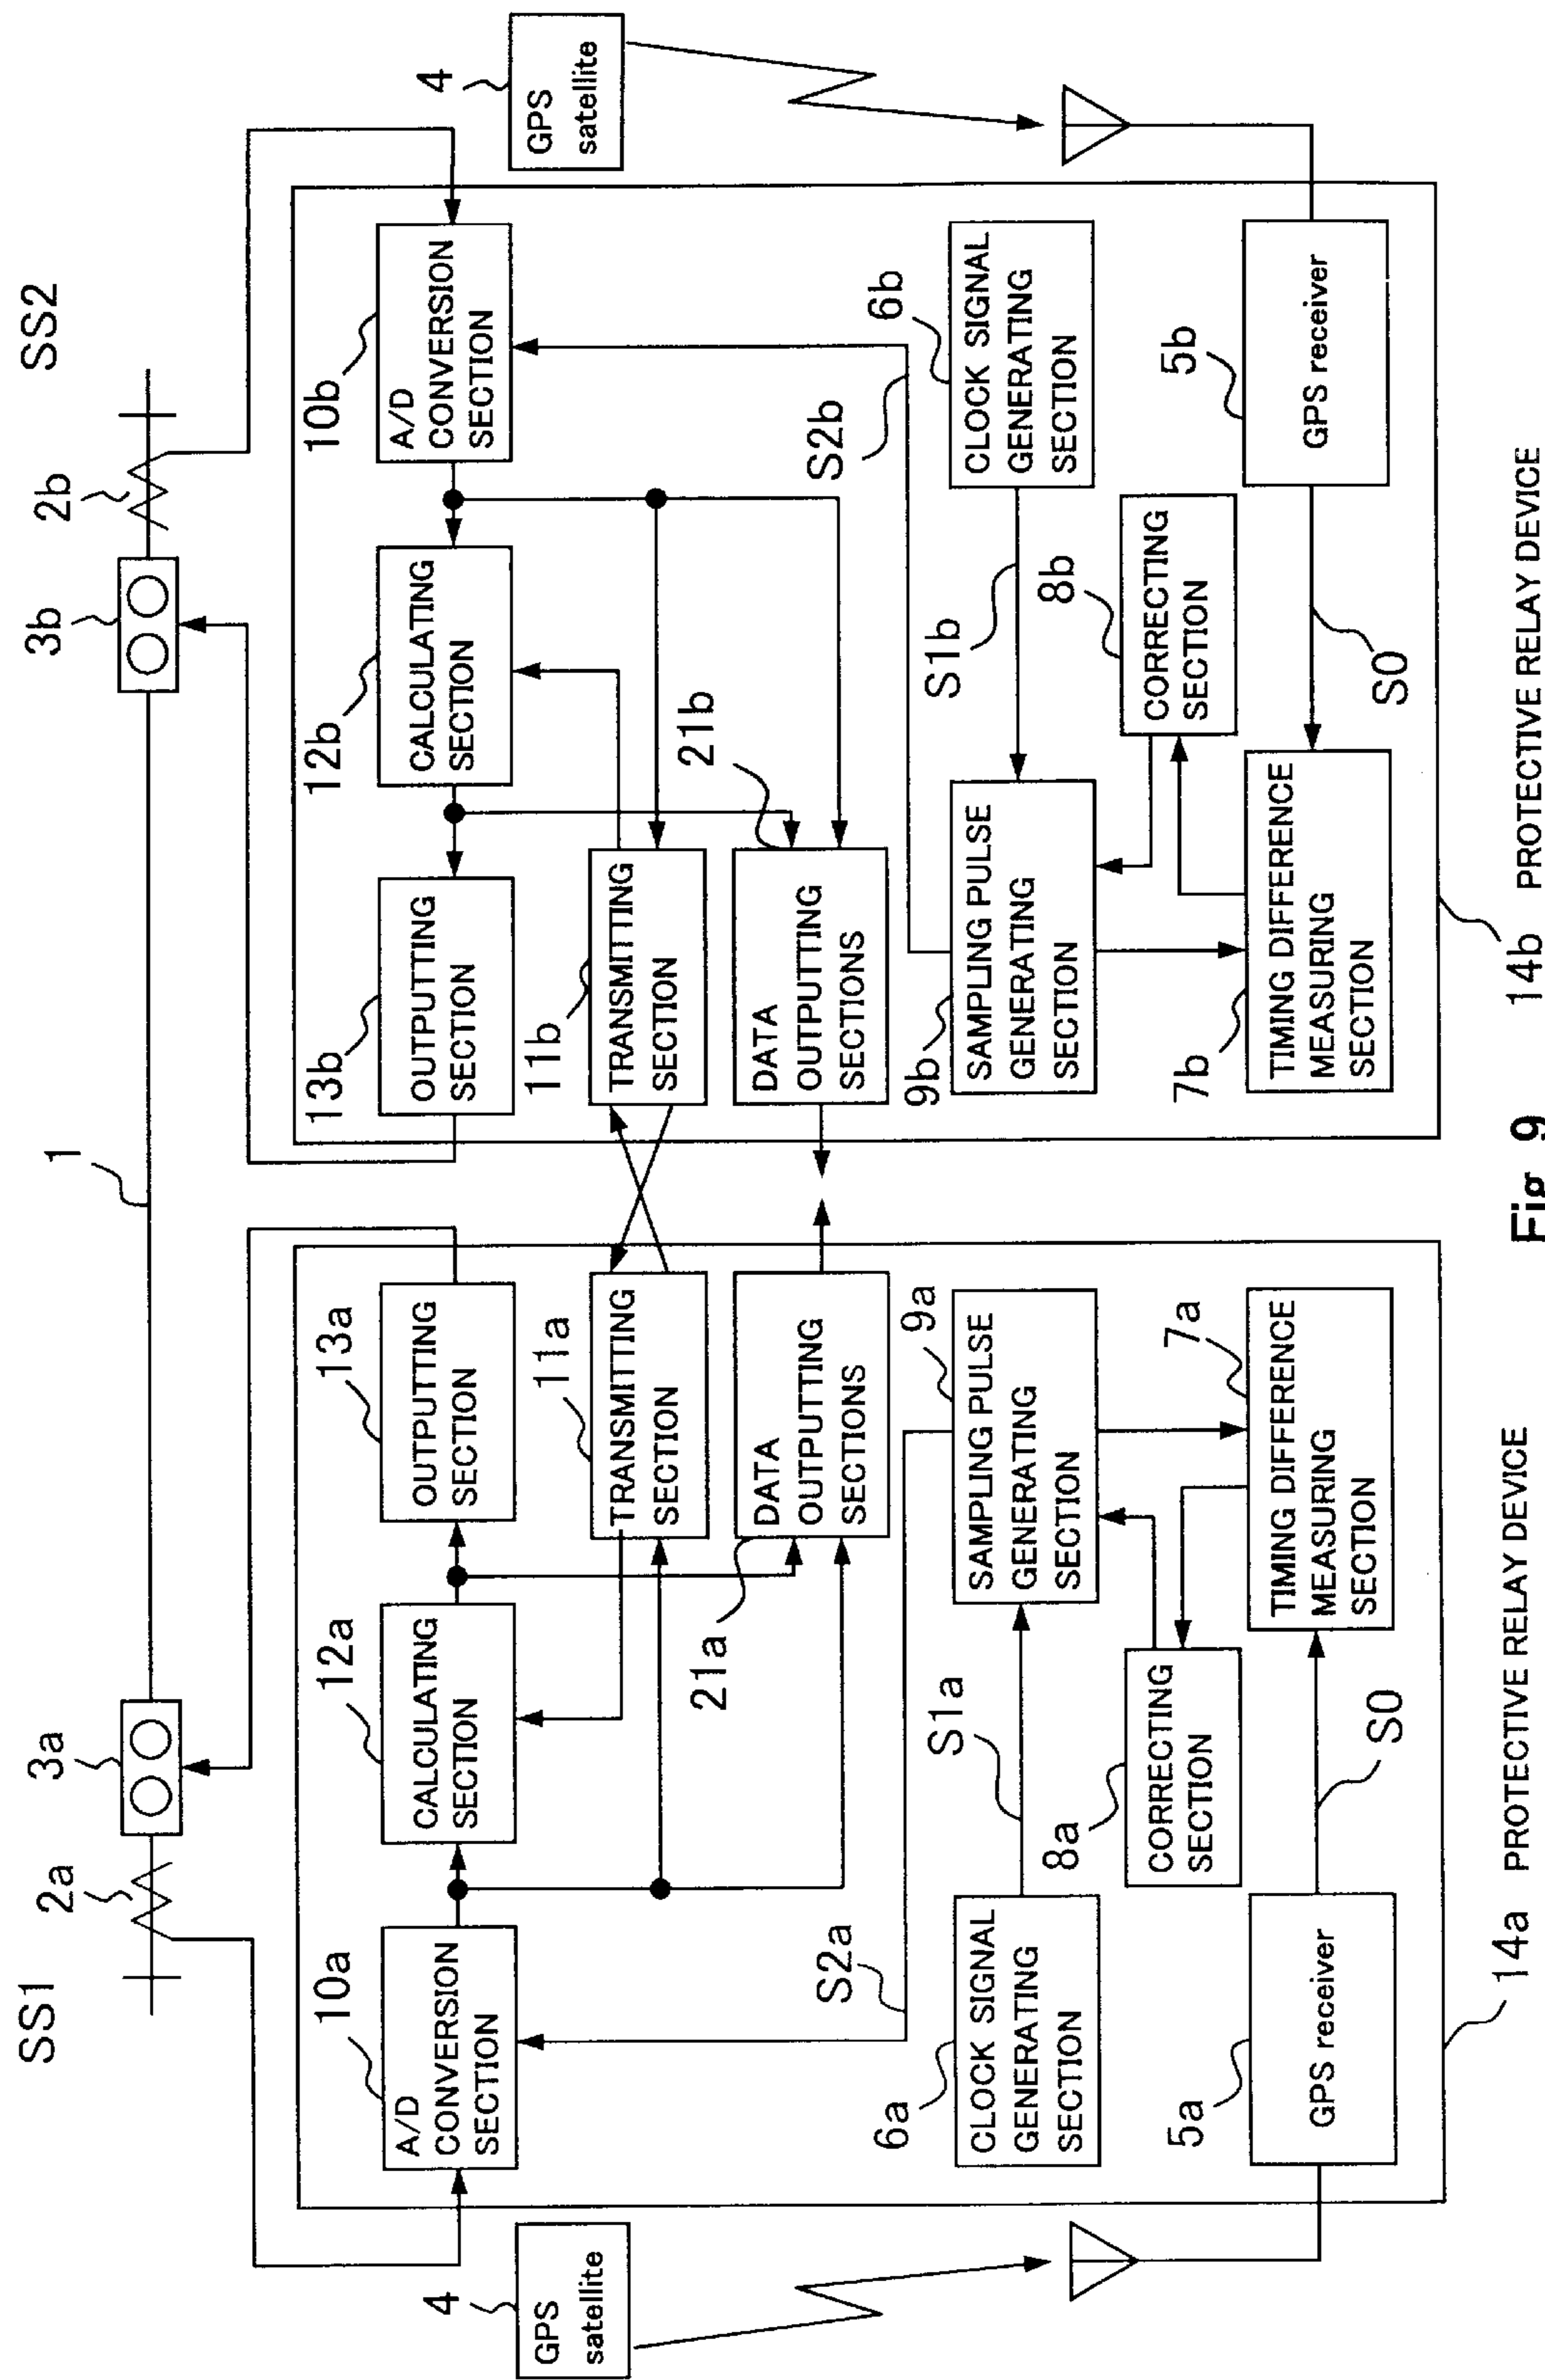 SS1
SS2
1
2a
3a
3b
2b
4
GPS
satellite
10a
A/D
CONVERSION
SECTION
12a
CALCULATING
SECTION
13a
OUTPUTTING
SECTION
11a
TRANSMITTING
SECTION
21a
DATA
OUTPUTTING
SECTIONS
S2a
9a
SAMPLING PULSE
GENERATING
SECTION
6a
CLOCK SIGNAL
GENERATING
SECTION
S1a
8a
CORRECTING
SECTION
7a
TIMING DIFFERENCE
MEASURING
SECTION
5a
GPS receiver
S0
14a PROTECTIVE RELAY DEVICE
13b
OUTPUTTING
SECTION
12b
CALCULATING
SECTION
10b
A/D
CONVERSION
SECTION
4
GPS
satellite
11b
TRANSMITTING
SECTION
21b
DATA
OUTPUTTING
SECTIONS
S2b
9b
SAMPLING PULSE
GENERATING
SECTION
S1b
6b
CLOCK SIGNAL
GENERATING
SECTION
8b
CORRECTING
SECTION
7b
TIMING DIFFERENCE
MEASURING
SECTION
S0
5b
GPS receiver
14b PROTECTIVE RELAY DEVICE
Fig. 9